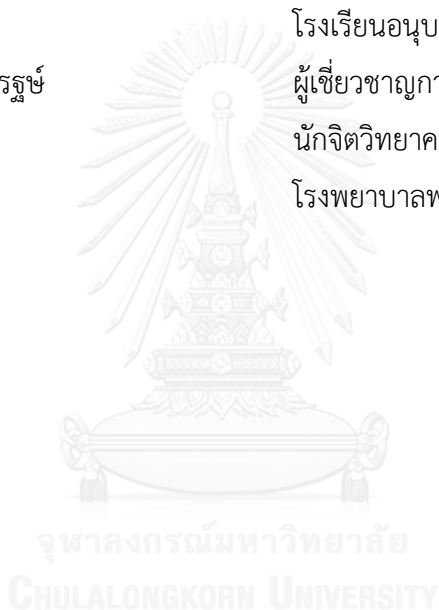 โรงเรียนอนุบ
รฐษ์ ผู้เชี่ยวชาญกา
นักจิตวิทยาค
โรงพยาบาลพ
จุฬาลงกรณ์มหาวิทยาลัย
CHULALONGKORN UNIVERSITY